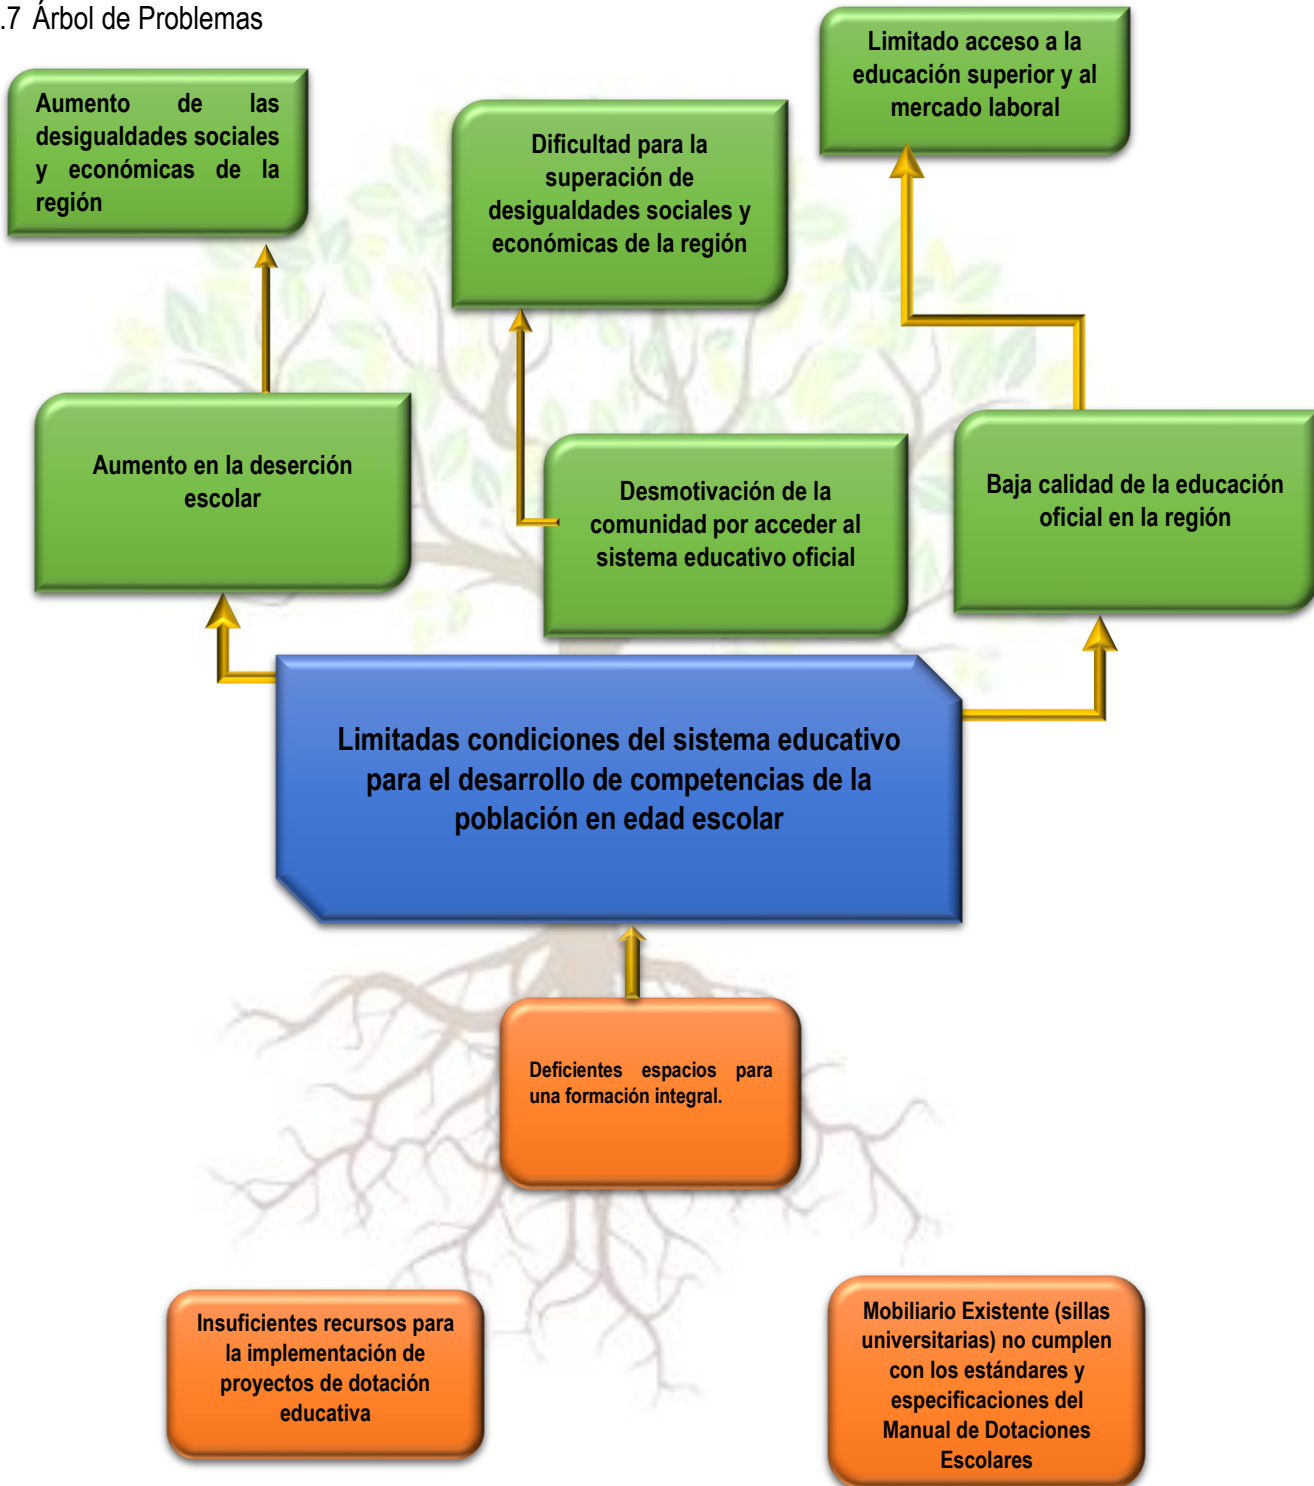 .7 Árbol de Problemas
Limitado acceso a la
educación superior y al
mercado laboral
Aumento de las
desigualdades sociales
y económicas de la
región
Dificultad para la
superación de
desigualdades sociales y
económicas de la región
Aumento en la deserción
escolar
Desmotivación de la
comunidad por acceder al
sistema educativo oficial
Baja calidad de la educación
oficial en la región
Limitadas condiciones del sistema educativo
para el desarrollo de competencias de la
población en edad escolar
Deficientes espacios para
una formación integral.
Insuficientes recursos para
la implementación de
proyectos de dotación
educativa
Mobiliario Existente (sillas
universitarias) no cumplen
con los estándares y
especificaciones del
Manual de Dotaciones
Escolares